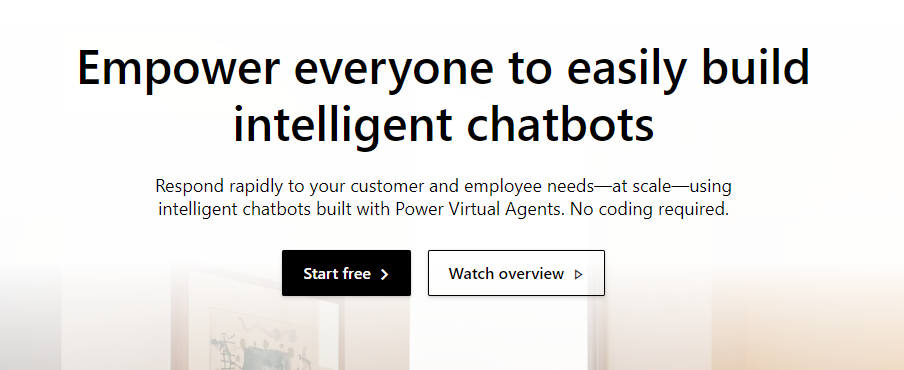 Empower everyone to easily build
intelligent chatbots
Respond rapidly to your customer and employee needs—at scale—using
intelligent chatbots built with Power Virtual Agents. No coding required.
Start free
Watch overview